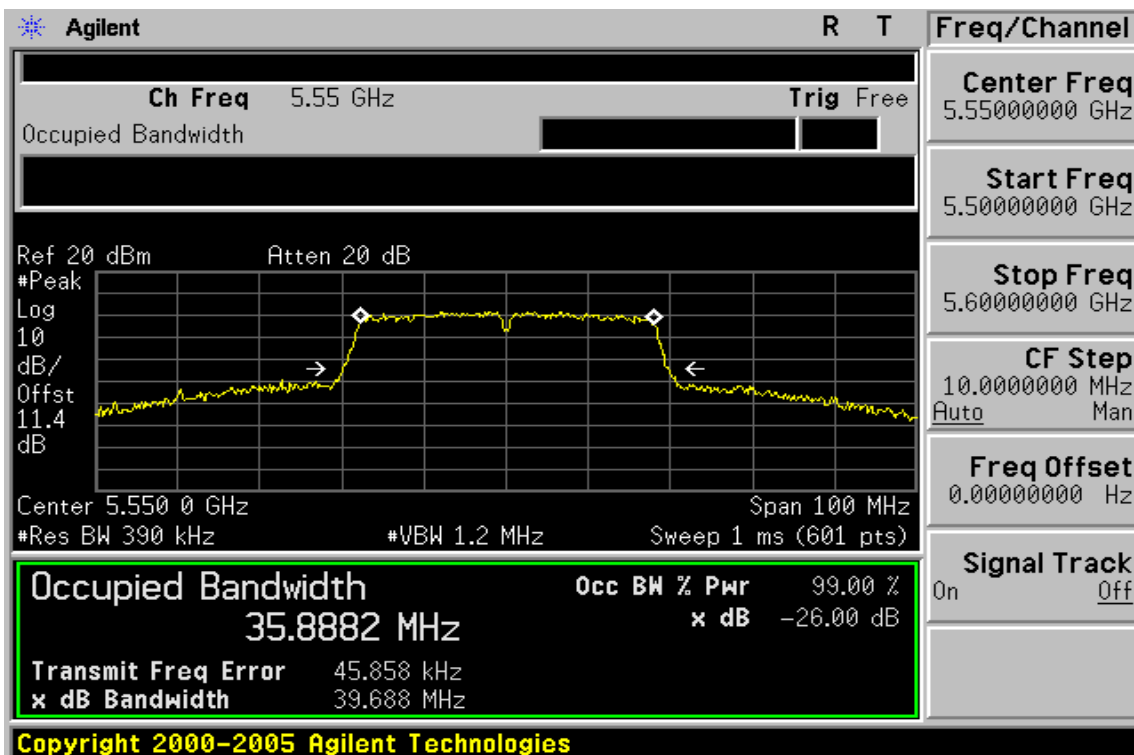 Agilent R T
Ch Freq 5.55 GHz Trig Free
Occupied Bandwidth
Ref 20 dBm Atten 20 dB
#Peak
Log
10
dB/
Offst
11.4
dB
Center 5.550 0 GHz Span 100 MHz
#Res BW 390 kHz #VBW 1.2 MHz Sweep 1 ms (601 pts)
Occupied Bandwidth
35.8882 MHz
Occ BW % Pwr 99.00 %
x dB -26.00 dB
Transmit Freq Error 45.858 kHz
x dB Bandwidth 39.688 MHz
Copyright 2000-2005 Agilent Technologies
Freq/Channel
Center Freq
5.55000000 GHz
Start Freq
5.50000000 GHz
Stop Freq
5.60000000 GHz
CF Step
10.0000000 MHz
Auto Man
Freq Offset
0.00000000 Hz
Signal Track
On Off